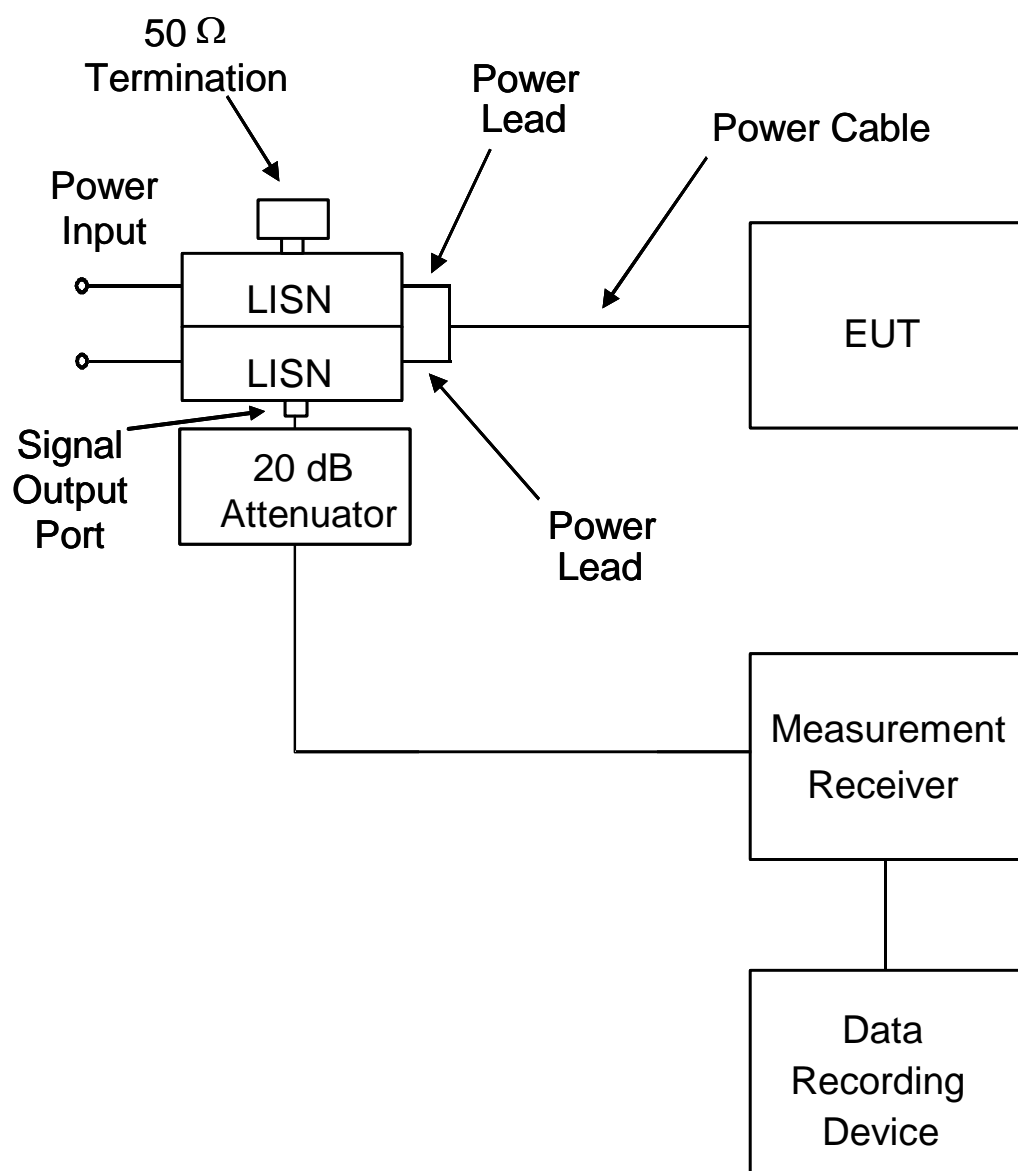 50 Ω
Termination
Power
Lead
Power Cable
Power
Input
LISN
EUT
LISN
Signal
Output
Port
20 dB
Attenuator
Power
Lead
Measurement
Receiver
Data
Recording
Device